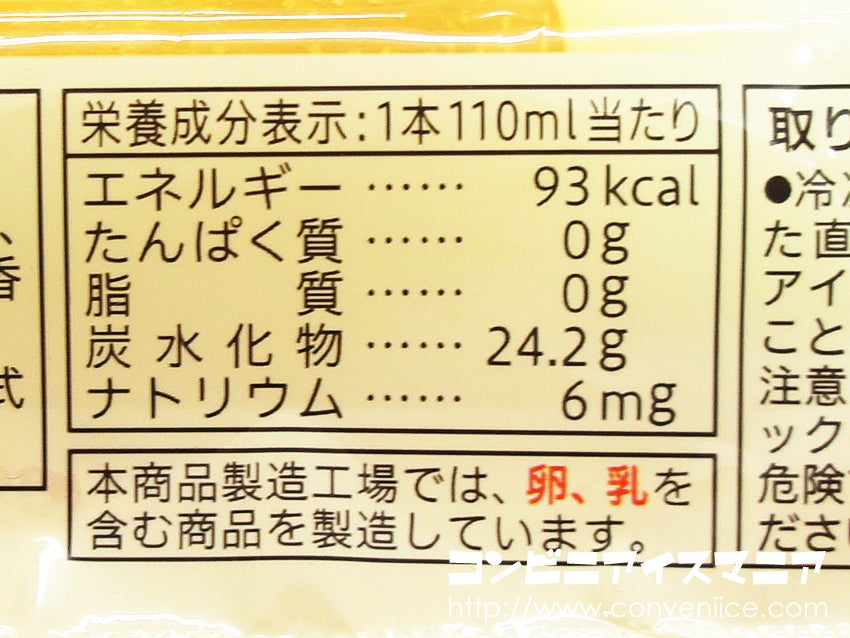 栄養成分表示:1本110ml当たり
エネルギー …… 93kcal
たんぱく質 …… 0g
脂質 …… 0g
炭水化物 …… 24.2g
ナトリウム …… 6mg
本商品製造工場では、卵、乳を
含む商品を製造しています。
、
香
式
取り
●冷
た直
アイ
こと
注意
ック
危険
ださ
コンビニアイスマニア
http://www.conveniice.com/